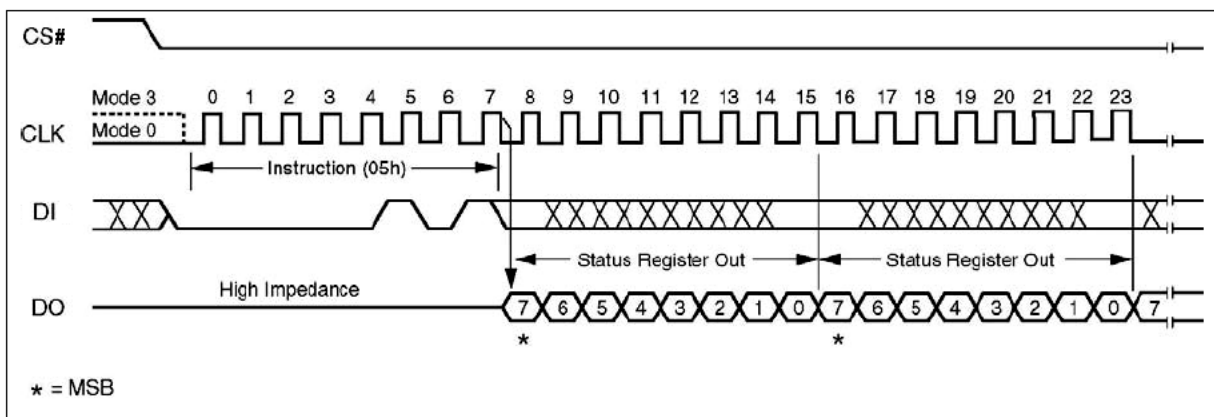 CS#
Mode 3 0 1 2 3 4 5 6 7 8 9 10 11 12 13 14 15 16 17 18 19 20 21 22 23
CLK Mode 0
Instruction (05h)
DI
Status Register Out Status Register Out
High Impedance
DO 7 6 5 4 3 2 1 0 7 6 5 4 3 2 1 0 7
* *
* = MSB